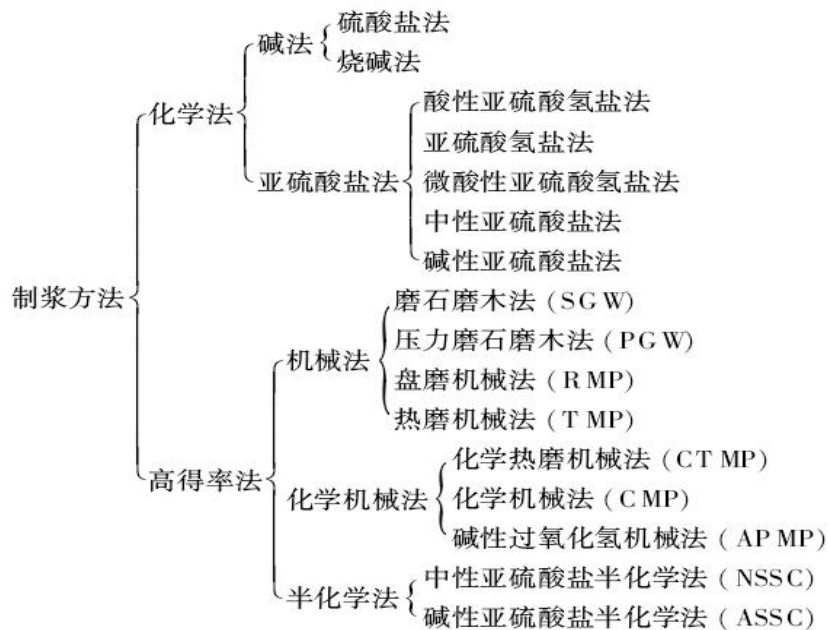 硫酸盐法
碱法
烧碱法
化学法
酸性亚硫酸氢盐法
亚硫酸氢盐法
亚硫酸盐法
微酸性亚硫酸氢盐法
中性亚硫酸盐法
碱性亚硫酸盐法
制浆方法
磨石磨木法 (SGW)
压力磨石磨木法 (PGW)
机械法
盘磨机械法 (RMP)
热磨机械法 (TMP)
高得率法
化学热磨机械法 (CTMP)
化学机械法
化学机械法 (CMP)
碱性过氧化氢机械法 (APMP)
半化学法
中性亚硫酸盐半化学法 (NSSC)
碱性亚硫酸盐半化学法 (ASSC)